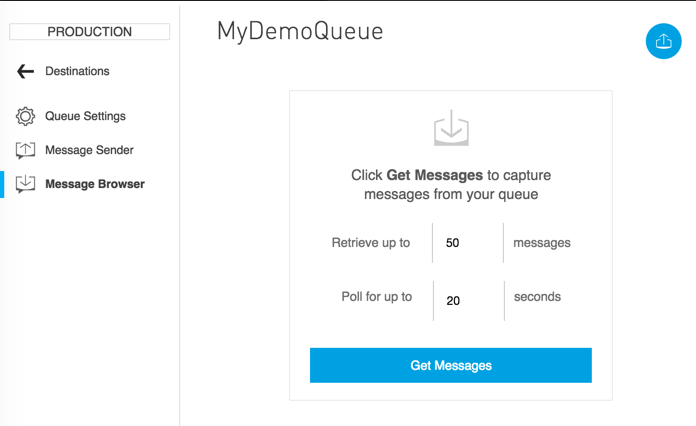 PRODUCTION
Destinations
Queue Settings
Message Sender
Message Browser
MyDemoQueue
Click Get Messages to capture
messages from your queue
Retrieve up to 50 messages
Poll for up to 20 seconds
Get Messages